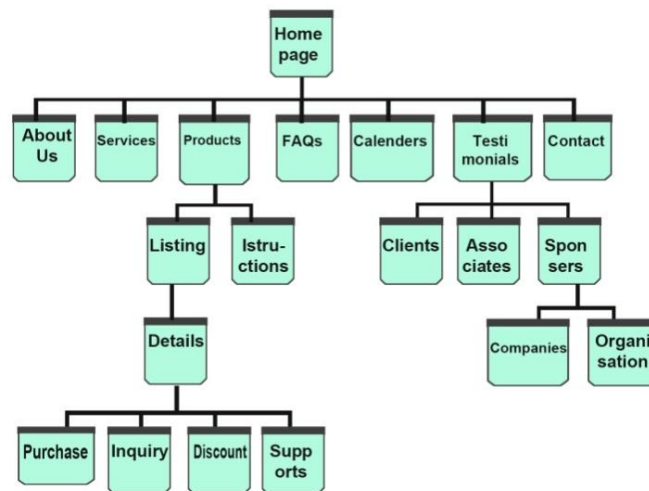 Home
page
About
Us
Services
Products
FAQs
Calenders
Testi
monials
Contact
Listing
Istru-
ctions
Clients
Asso
ciates
Spon
sers
Details
Companies
Organi
sation
Purchase
Inquiry
Discount
Supp
orts